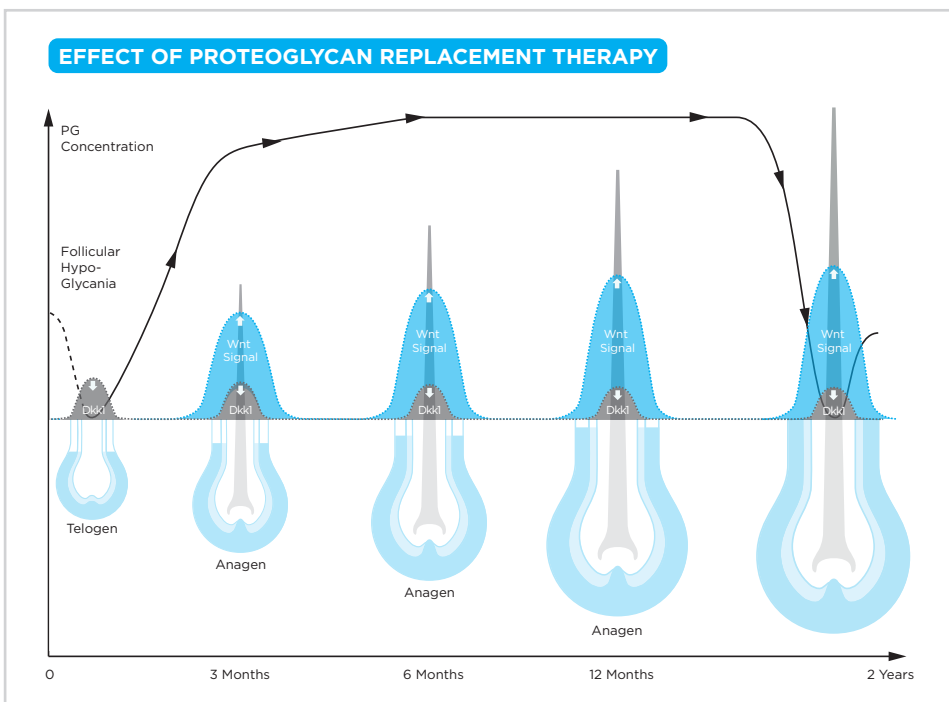 EFFECT OF PROTEOGLYCAN REPLACEMENT THERAPY
PG
Concentration
Follicular
Hypo-
Glycania
Wnt
Signal
Wnt
Signal
Wnt
Signal
Wnt
Signal
Dkk1
Dkk1
Dkk1
Dkk1
Dkk1
Telogen
Anagen
Anagen
Anagen
0
3 Months
6 Months
12 Months
2 Years